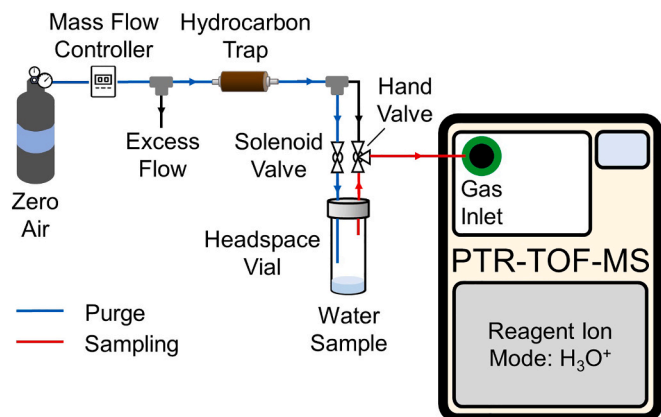 Mass Flow
Controller
Hydrocarbon
Trap
Hand
Valve
Excess
Flow
Solenoid
Valve
Zero
Air
Gas
Inlet
Headspace
Vial
PTR-TOF-MS
Purge
Sampling
Water
Sample
Reagent Ion
Mode: H₃O⁺